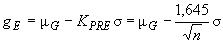 g_E = μ_G − K_PRE σ = μ_G − 1,645/√n σ